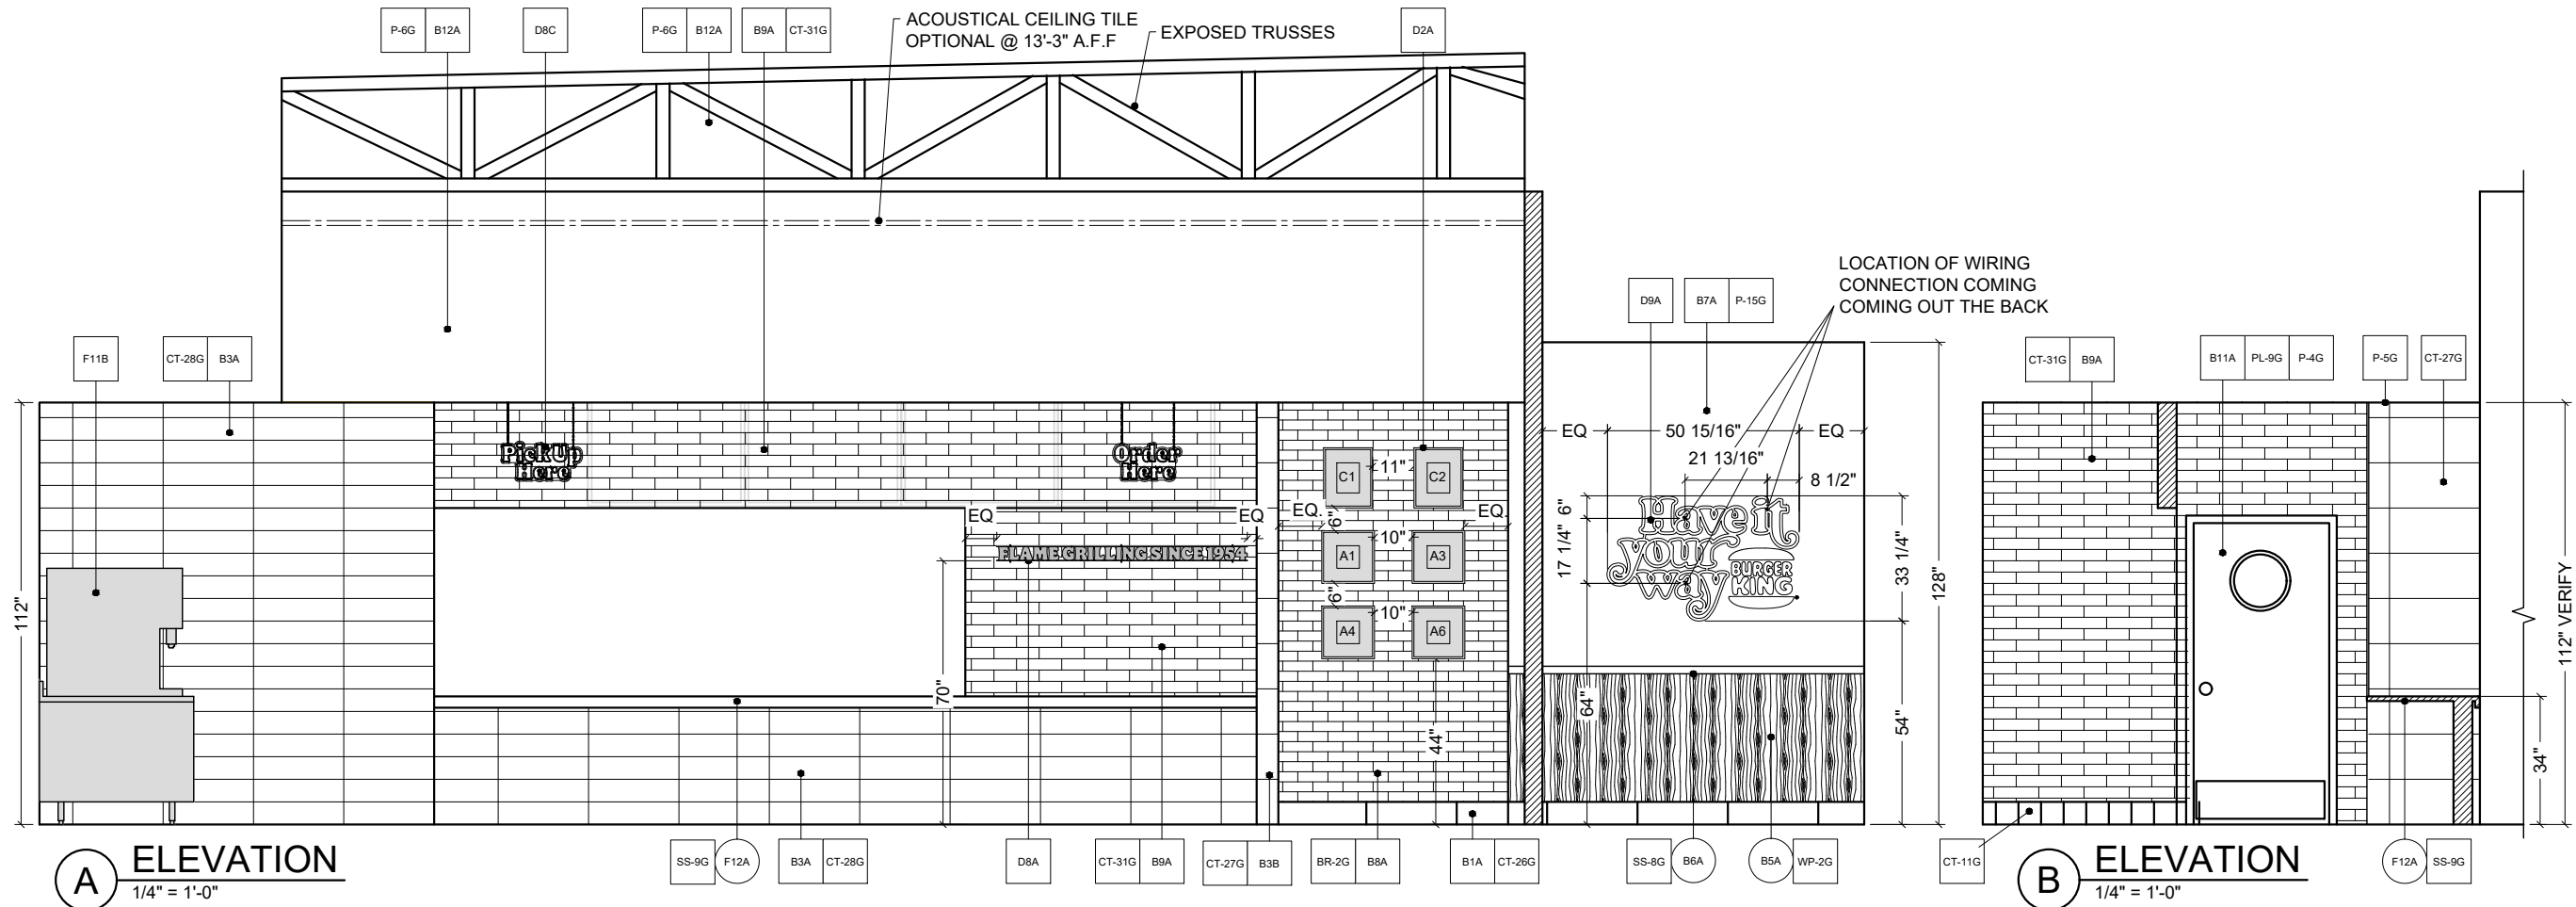 P-6G B12A
D8C
P-6G B12A
B9A CT-31G
ACOUSTICAL CEILING TILE
OPTIONAL @ 13'-3" A.F.F
EXPOSED TRUSSES
D2A
LOCATION OF WIRING
CONNECTION COMING
COMING OUT THE BACK
F11B
CT-28G B3A
D9A
B7A P-15G
CT-31G B9A
B11A PL-9G P-4G
P-5G
CT-27G
112"
PickUp
Here
Order
Here
EQ
EQ
FLAME GRILLING SINCE 1954
70"
EQ.
EQ.
C1
11"
C2
6"
A1
10"
A3
6"
A4
10"
A6
44"
EQ
50 15/16"
EQ
21 13/16"
8 1/2"
6"
17 1/4"
Have it
your
way
BURGER
KING
33 1/4"
128"
64"
54"
112" VERIFY
34"
SS-9G F12A
B3A CT-28G
D8A
CT-31G B9A
CT-27G B3B
BR-2G B8A
B1A CT-26G
SS-8G B6A
B5A WP-2G
CT-11G
F12A SS-9G
A ELEVATION
1/4" = 1'-0"
B ELEVATION
1/4" = 1'-0"